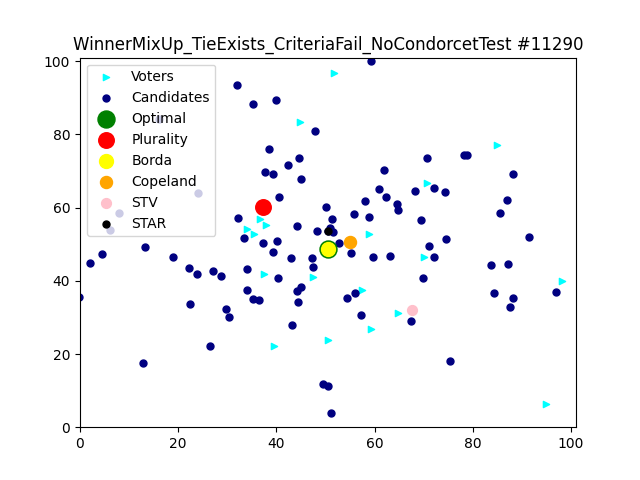 WinnerMixUp_TieExists_CriteriaFail_NoCondorcetTest #11290
Voters
Candidates
Optimal
Plurality
Borda
Copeland
STV
STAR
100
80
60
40
20
0
0 20 40 60 80 100